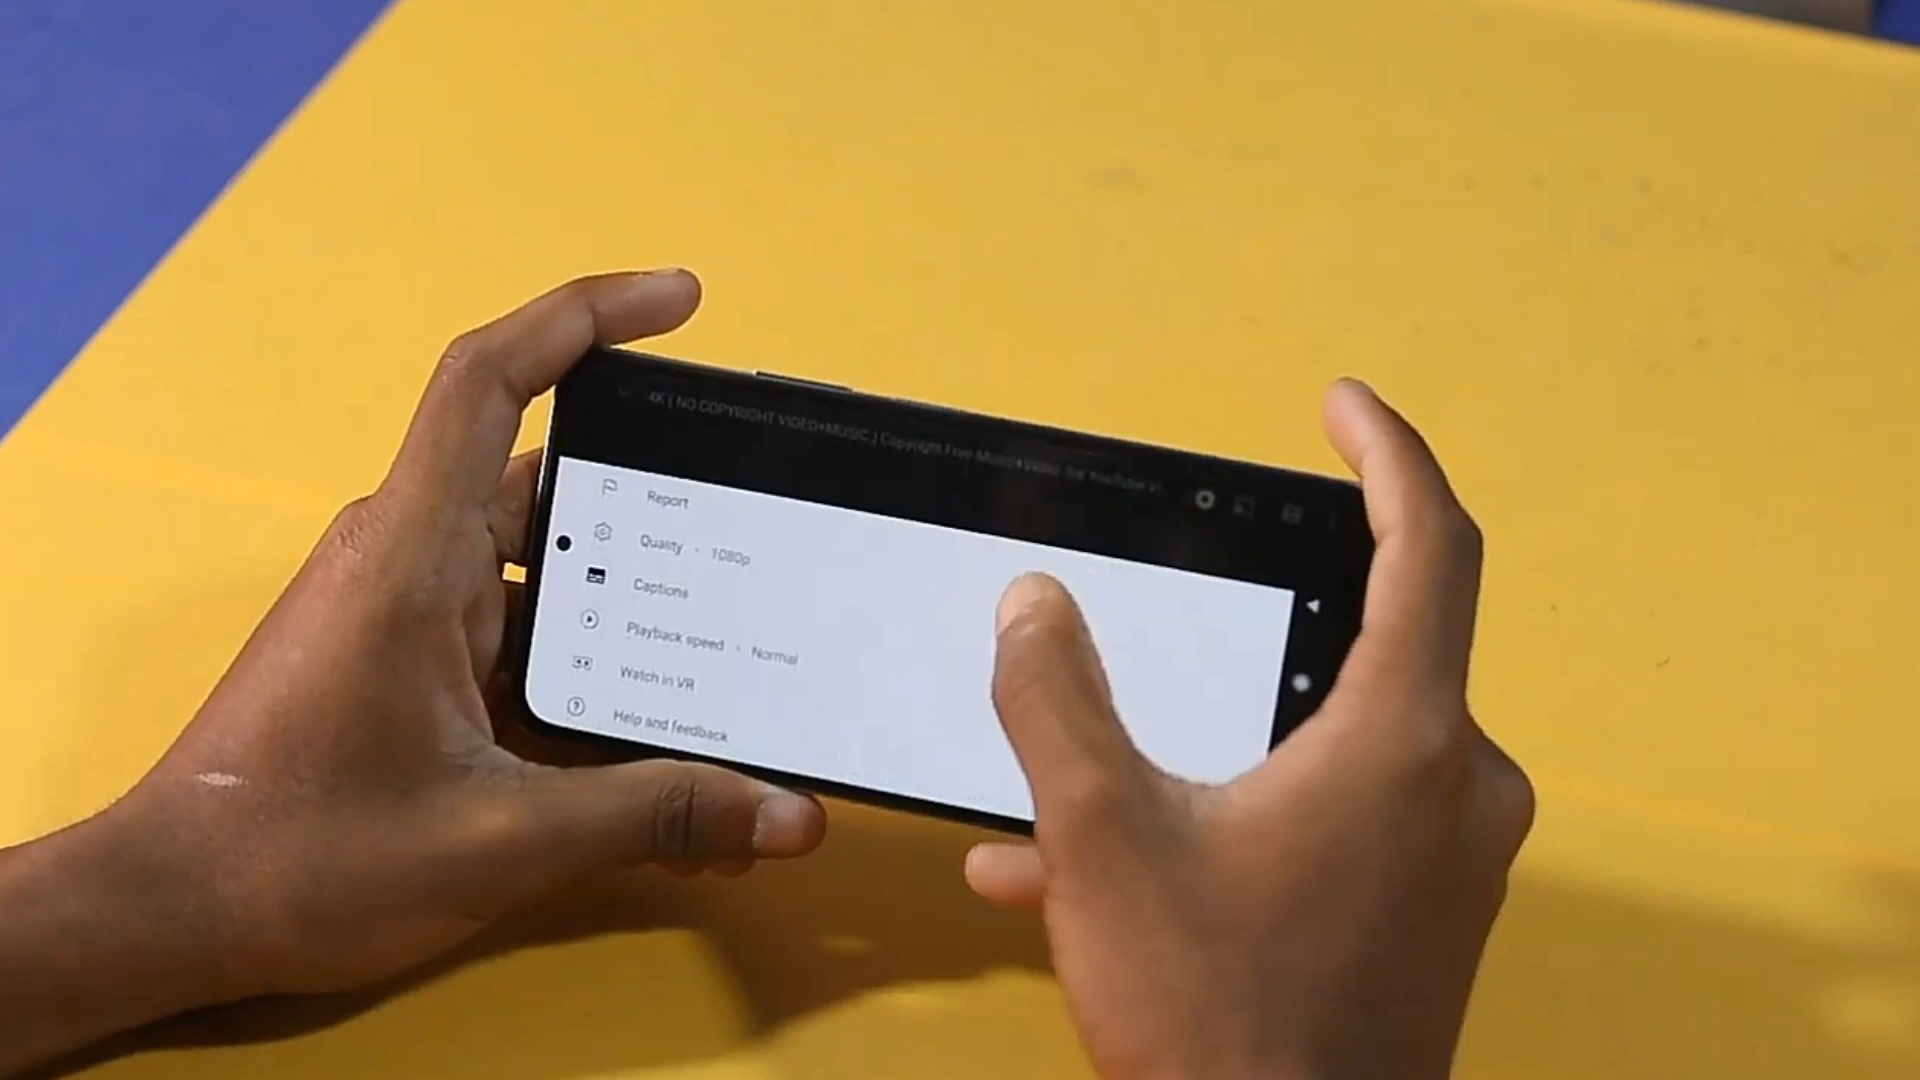 4K [ NO COPYRIGHT VIDEO+MUSIC ] Copyright Free Music+Video for YouTube Vi
Report
Quality · 1080p
Captions
Playback speed · Normal
Watch in VR
Help and feedback